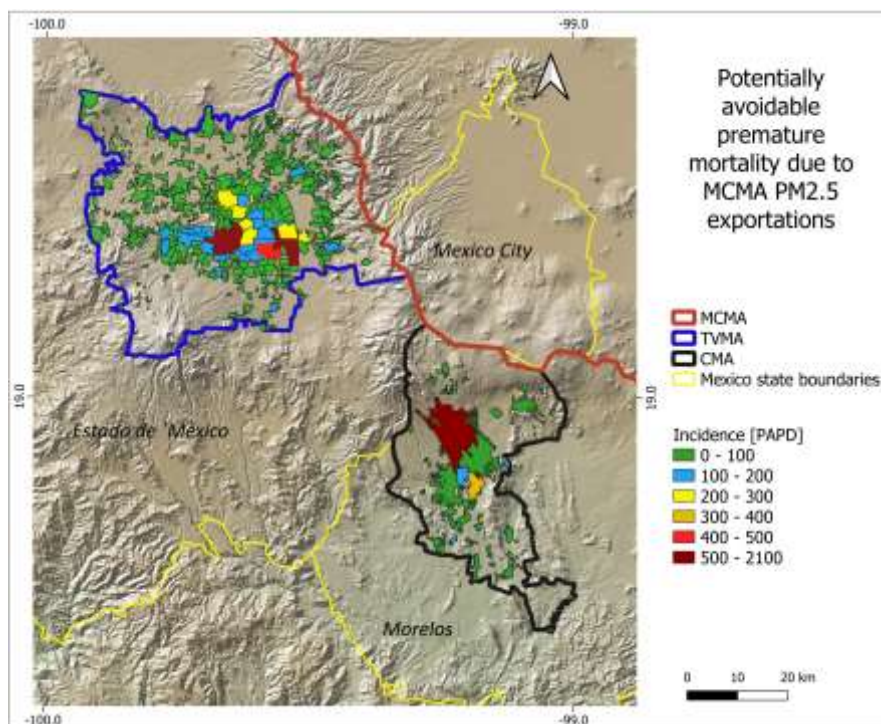 -100.0
-99.0
Potentially
avoidable
premature
mortality due to
MCMA PM2.5
exportations
Mexico City
MCMA
TVMA
CMA
Mexico state boundaries
19.0
19.0
Estado de México
Incidence [PAPD]
0 - 100
100 - 200
200 - 300
300 - 400
400 - 500
500 - 2100
Morelos
0 10 20 km
-100.0
-99.0